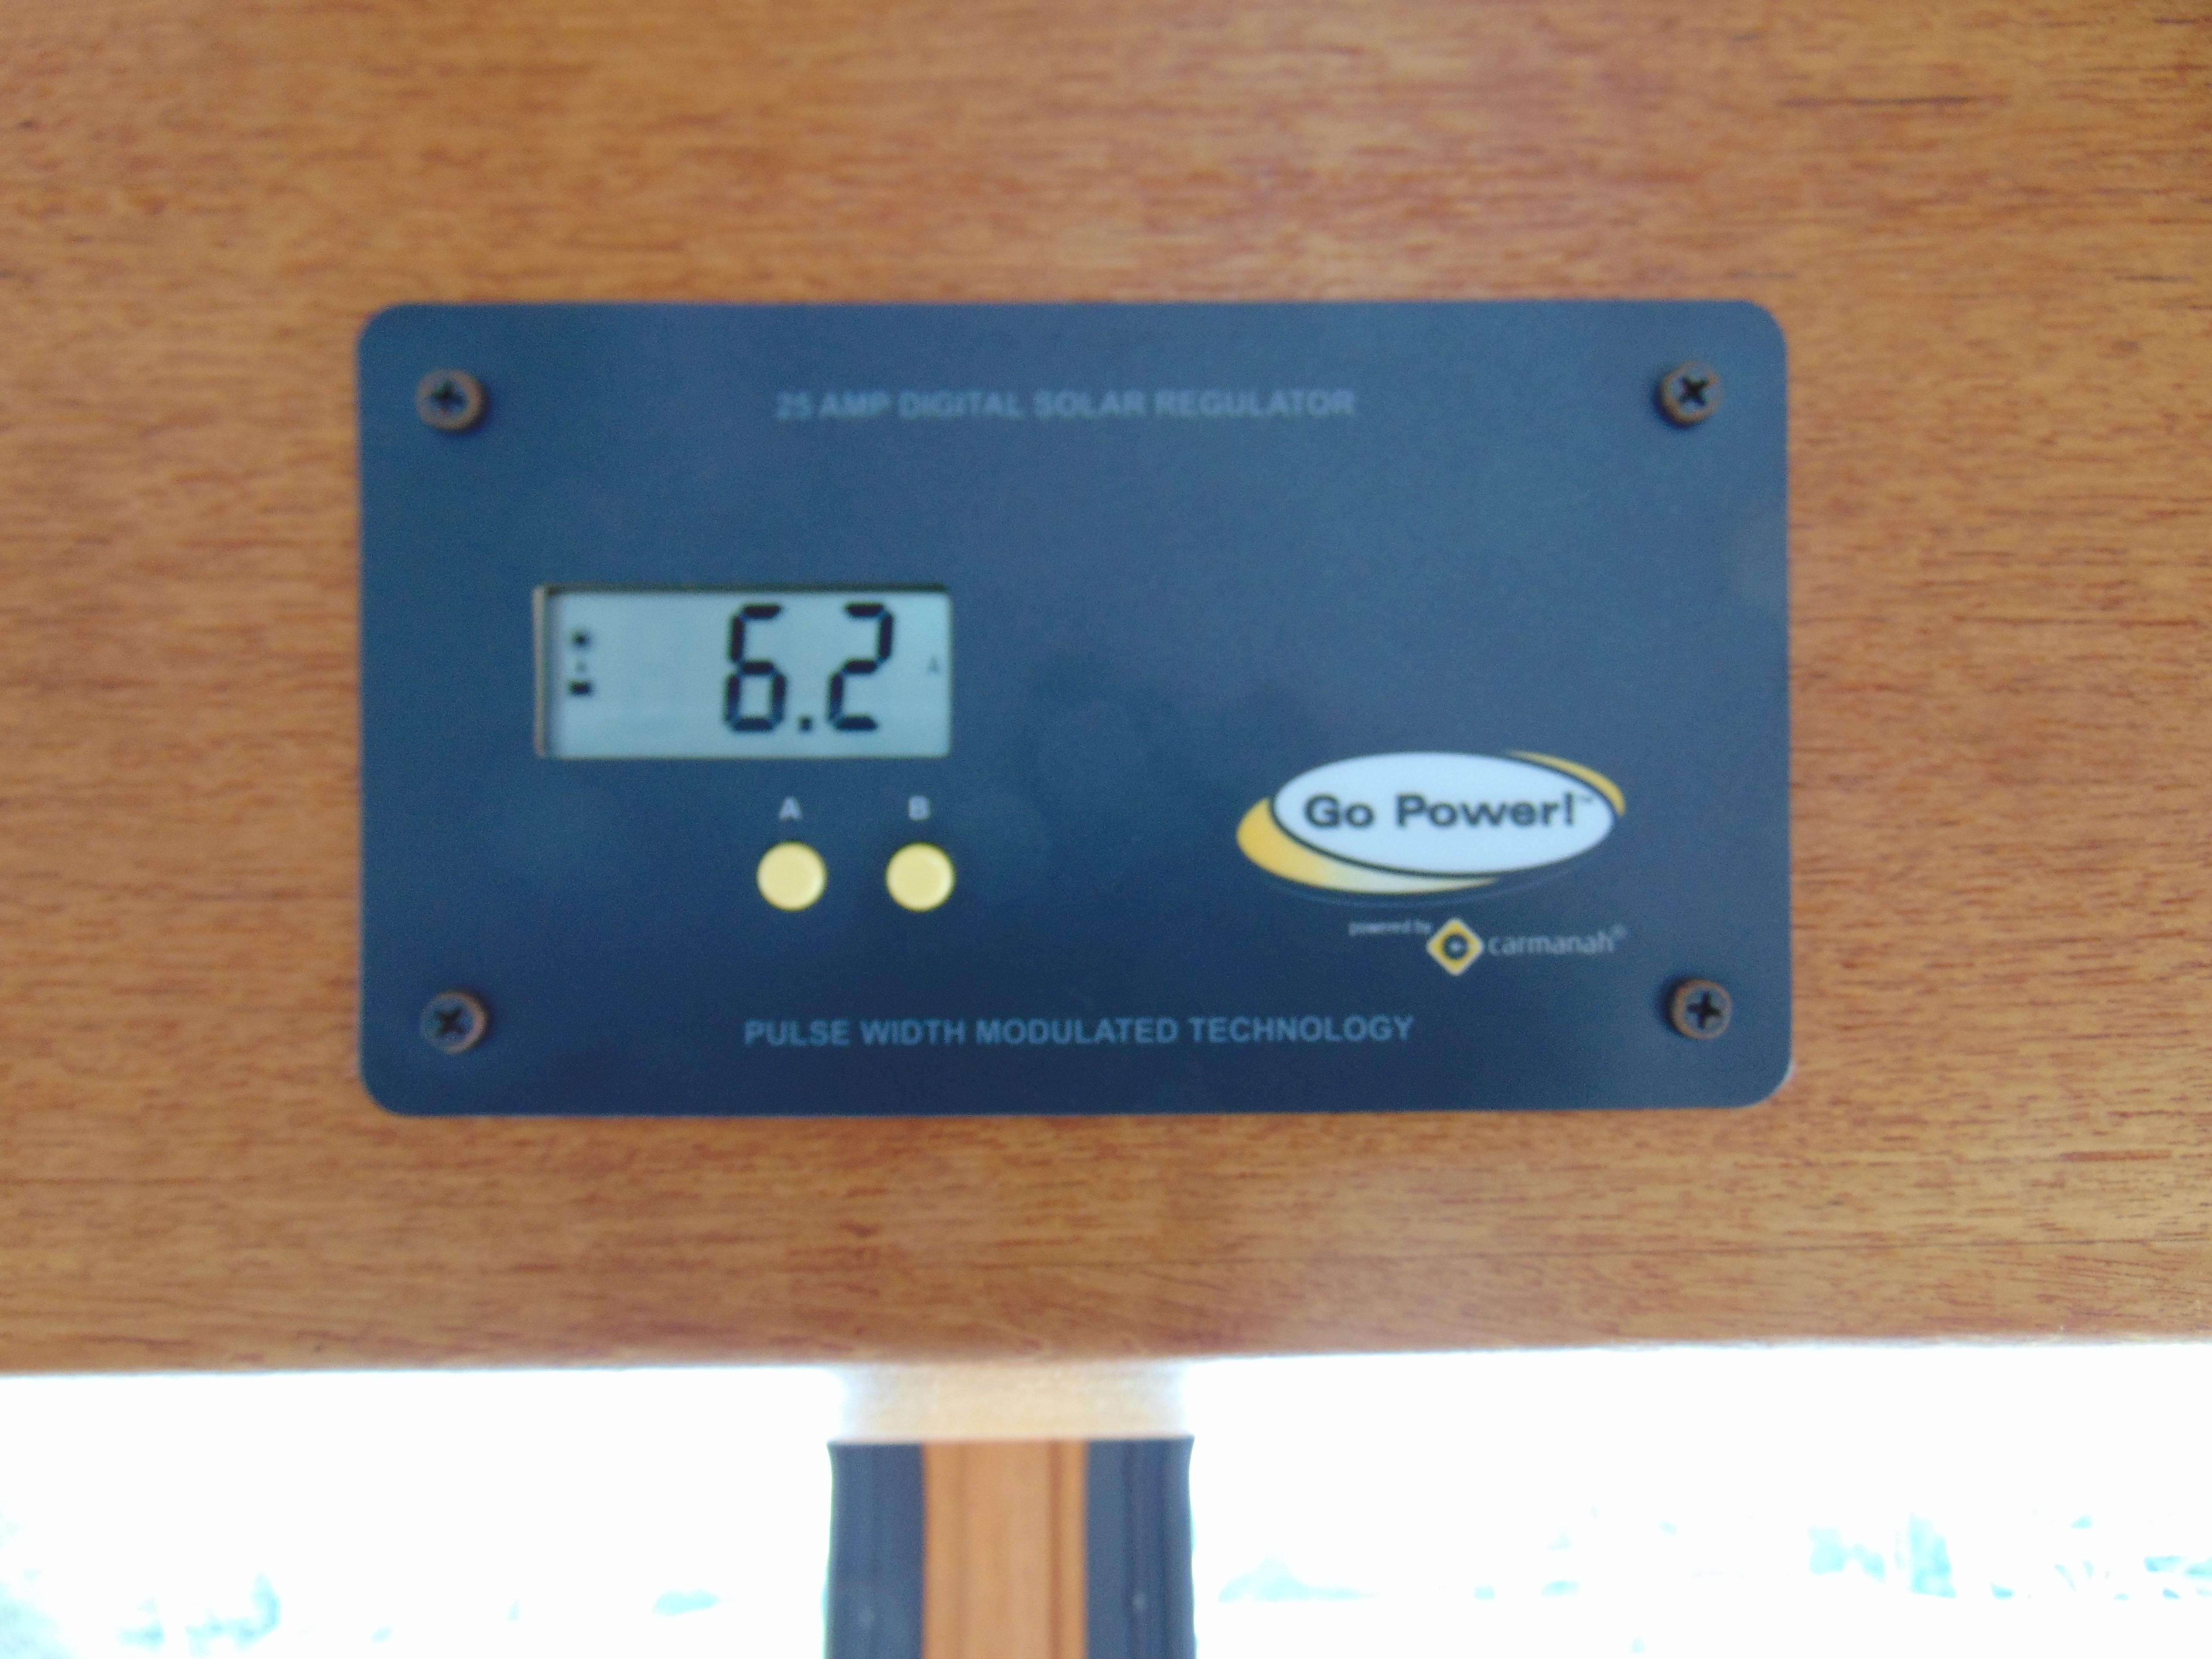 25 AMP DIGITAL SOLAR REGULATOR
6.2 A
A B
Go Power!™
powered by carmanah®
PULSE WIDTH MODULATED TECHNOLOGY